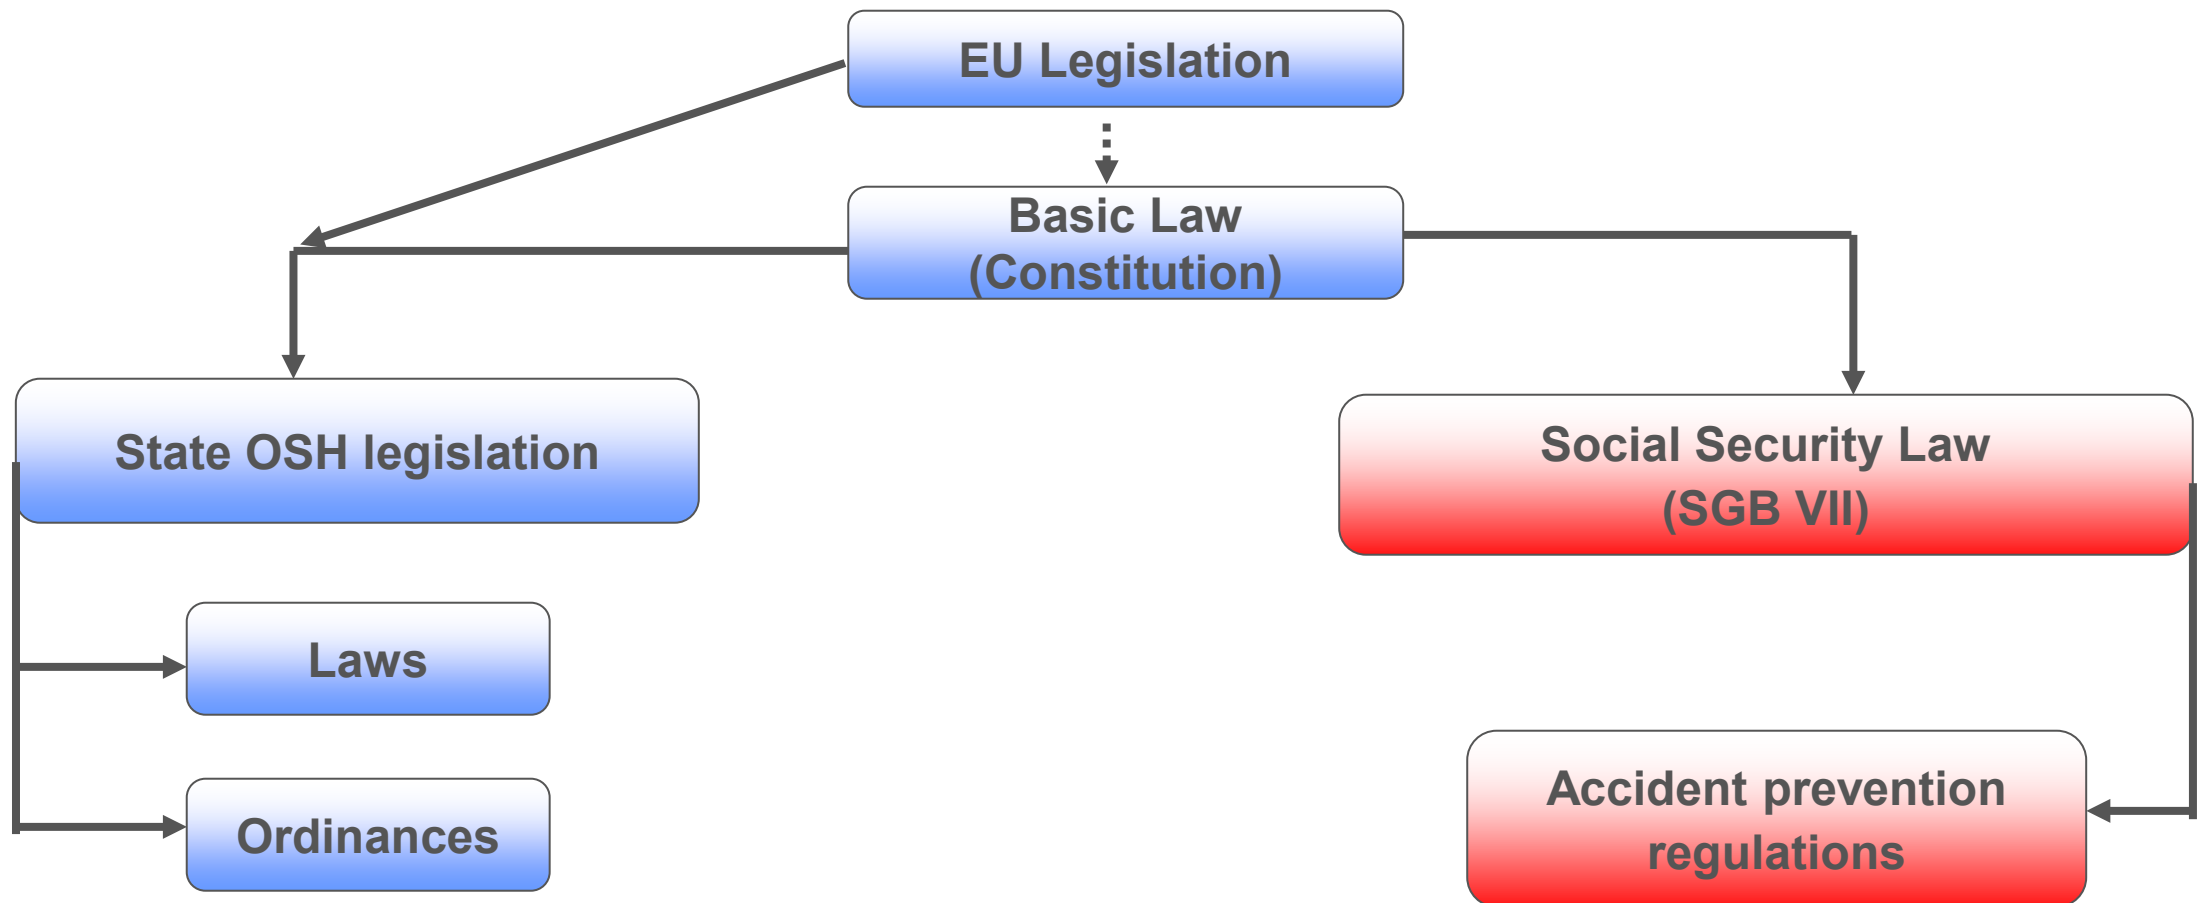 EU Legislation
Basic Law
(Constitution)
State OSH legislation
Social Security Law
(SGB VII)
Laws
Accident prevention
regulations
Ordinances